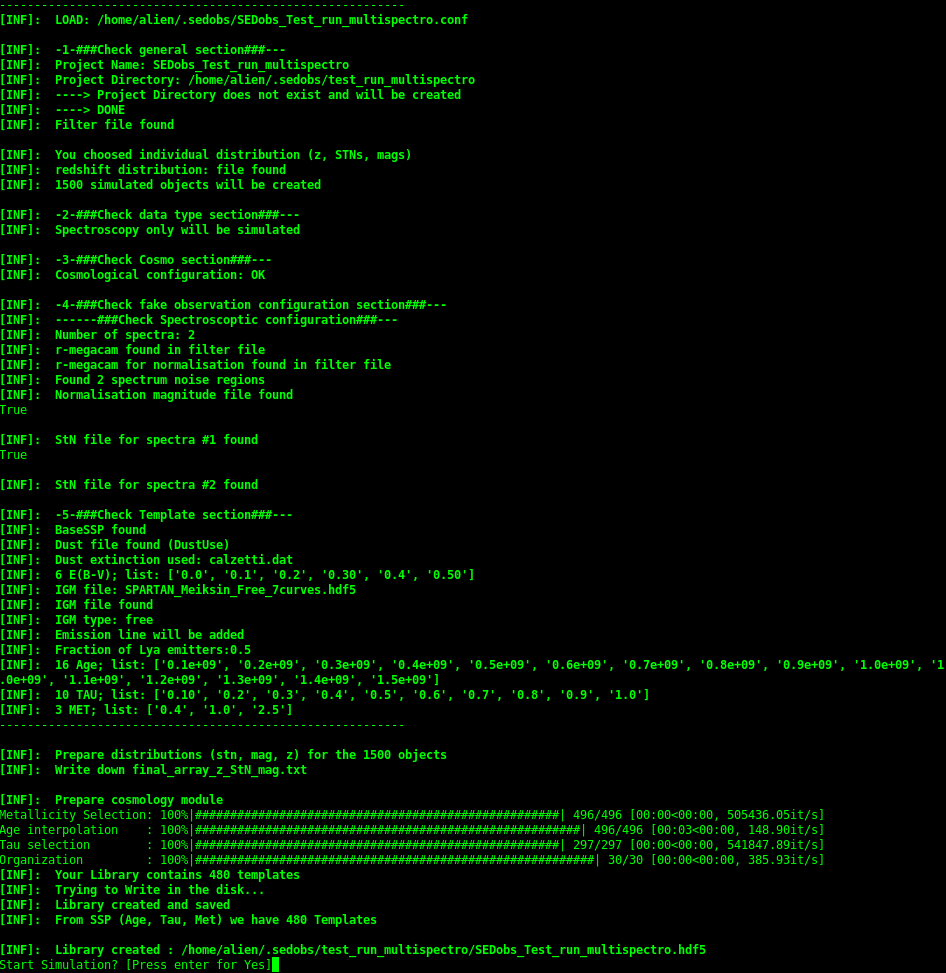 ----------------------------------------------------------
[INF]:  LOAD: /home/alien/.sedobs/SEDobs_Test_run_multispectro.conf
[INF]:  -1-###Check general section###---
[INF]:  Project Name: SEDobs_Test_run_multispectro
[INF]:  Project Directory: /home/alien/.sedobs/test_run_multispectro
[INF]:  ----> Project Directory does not exist and will be created
[INF]:  ----> DONE
[INF]:  Filter file found
[INF]:  You choosed individual distribution (z, STNs, mags)
[INF]:  redshift distribution: file found
[INF]:  1500 simulated objects will be created
[INF]:  -2-###Check data type section###---
[INF]:  Spectroscopy only will be simulated
[INF]:  -3-###Check Cosmo section###---
[INF]:  Cosmological configuration: OK
[INF]:  -4-###Check fake observation configuration section###---
[INF]:  ------###Check Spectroscoptic configuration###---
[INF]:  Number of spectra: 2
[INF]:  r-megacam found in filter file
[INF]:  r-megacam for normalisation found in filter file
[INF]:  Found 2 spectrum noise regions
[INF]:  Normalisation magnitude file found
True
[INF]:  StN file for spectra #1 found
True
[INF]:  StN file for spectra #2 found
[INF]:  -5-###Check Template section###---
[INF]:  BaseSSP found
[INF]:  Dust file found (DustUse)
[INF]:  Dust extinction used: calzetti.dat
[INF]:  6 E(B-V); list: ['0.0', '0.1', '0.2', '0.30', '0.4', '0.50']
[INF]:  IGM file: SPARTAN_Meiksin_Free_7curves.hdf5
[INF]:  IGM file found
[INF]:  IGM type: free
[INF]:  Emission line will be added
[INF]:  Fraction of Lya emitters:0.5
[INF]:  16 Age; list: ['0.1e+09', '0.2e+09', '0.3e+09', '0.4e+09', '0.5e+09', '0.6e+09', '0.7e+09', '0.8e+09', '0.9e+09', '1.0e+09', '1
.0e+09', '1.1e+09', '1.2e+09', '1.3e+09', '1.4e+09', '1.5e+09']
[INF]:  10 TAU; list: ['0.10', '0.2', '0.3', '0.4', '0.5', '0.6', '0.7', '0.8', '0.9', '1.0']
[INF]:  3 MET; list: ['0.4', '1.0', '2.5']
----------------------------------------------------------
[INF]:  Prepare distributions (stn, mag, z) for the 1500 objects
[INF]:  Write down final_array_z_StN_mag.txt
[INF]:  Prepare cosmology module
Metallicity Selection: 100%|####################################################| 496/496 [00:00<00:00, 505436.05it/s]
Age interpolation    : 100%|#######################################################| 496/496 [00:03<00:00, 148.90it/s]
Tau selection        : 100%|####################################################| 297/297 [00:00<00:00, 541847.89it/s]
Organization         : 100%|#########################################################| 30/30 [00:00<00:00, 385.93it/s]
[INF]:  Your Library contains 480 templates
[INF]:  Trying to Write in the disk...
[INF]:  Library created and saved
[INF]:  From SSP (Age, Tau, Met) we have 480 Templates
[INF]:  Library created : /home/alien/.sedobs/test_run_multispectro/SEDobs_Test_run_multispectro.hdf5
Start Simulation? [Press enter for Yes]